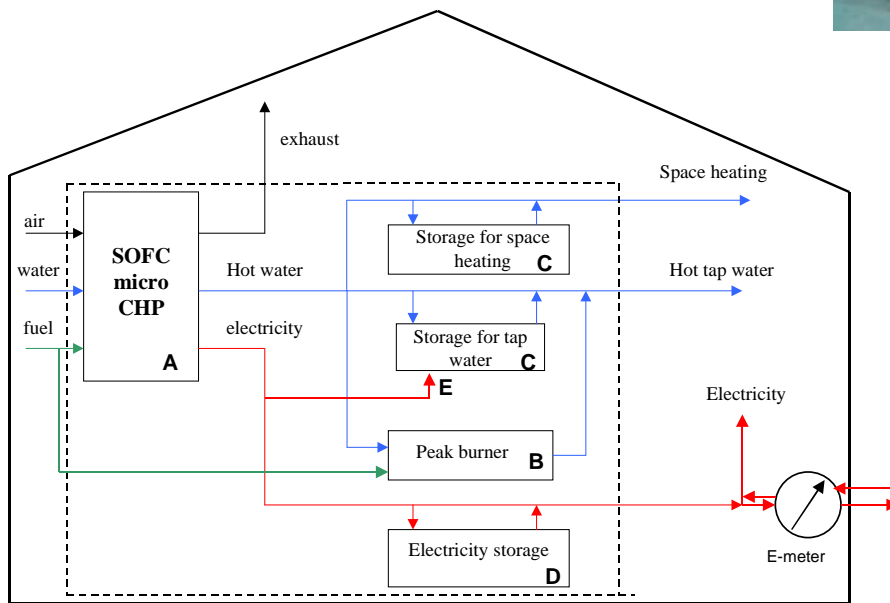 exhaust
Space heating
air
SOFC
micro
CHP
A
Storage for space
heating
C
water
Hot water
Hot tap water
fuel
electricity
Storage for tap
water
C
E
Electricity
Peak burner
B
Electricity storage
D
E-meter